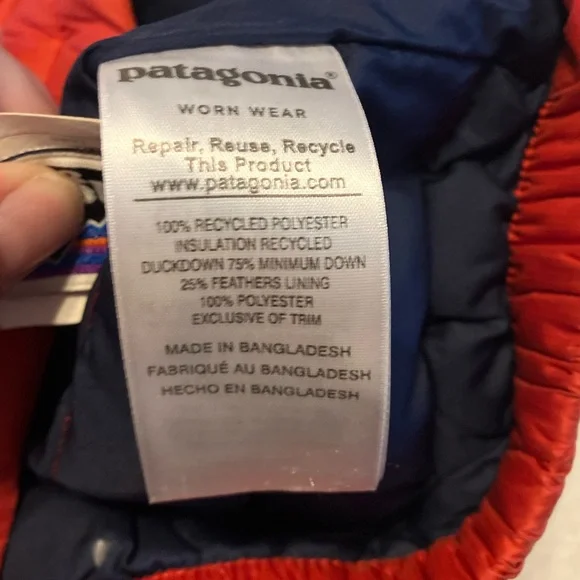 patagonia®
WORN WEAR
Repair, Reuse, Recycle
This Product
www.patagonia.com
100% RECYCLED POLYESTER
INSULATION RECYCLED
DUCKDOWN 75% MINIMUM DOWN
25% FEATHERS LINING
100% POLYESTER
EXCLUSIVE OF TRIM
MADE IN BANGLADESH
FABRIQUÉ AU BANGLADESH
HECHO EN BANGLADESH